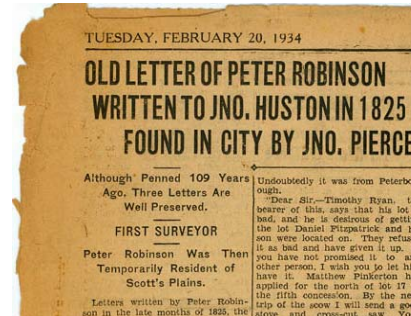 TUESDAY, FEBRUARY 20, 1934
OLD LETTER OF PETER ROBINSON
WRITTEN TO JNO. HUSTON IN 1825
FOUND IN CITY BY JNO. PIERCE
Although Penned 109 Years
Ago. Three Letters Are
Well Preserved.
FIRST SURVEYOR
Peter Robinson Was Then
Temporarily Resident of
Scott's Plains.
Letters written by Peter Robin-
son in the late months of 1825, the
Undoubtedly it was from Peterbo
ough.
"Dear Sir,—Timothy Ryan, t
bearer of this, says that his lot
bad, and he is desirous of getti
the lot Daniel Fitzpatrick and h
son were located on. They refus
it as bad and have given it up.
you have not promised it to a
other person, I wish you to let hi
have it. Matthew Pinkerton h
applied for the north of lot 17
the fifth concession. By the ne
trip of the scow I will send a go
stove and cross-cut saw. Yo